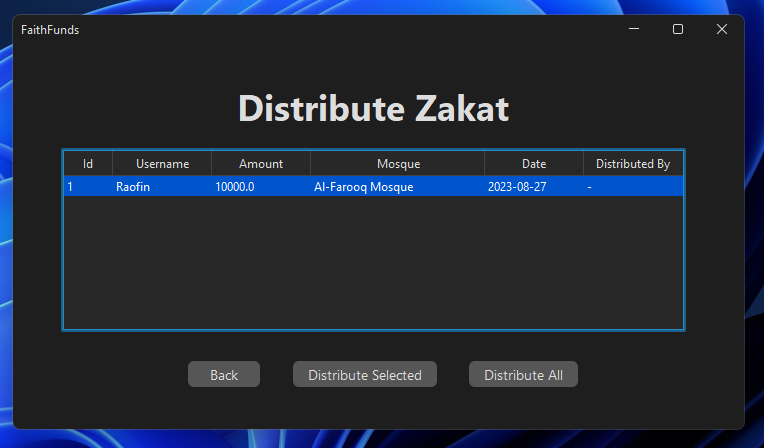 FaithFunds
Distribute Zakat
Id Username Amount Mosque Date Distributed By
1 Raofin 10000.0 Al-Farooq Mosque 2023-08-27 -
Back Distribute Selected Distribute All